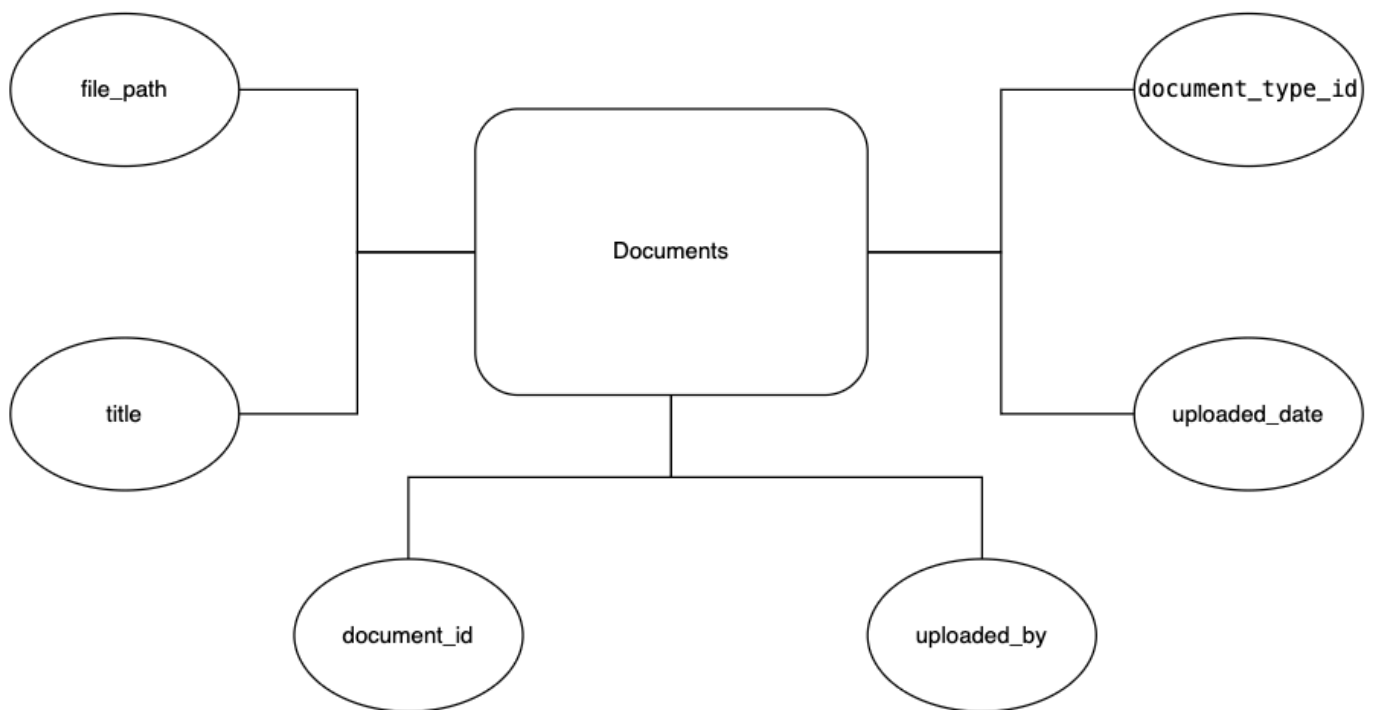 file_path
document_type_id
Documents
title
uploaded_date
document_id
uploaded_by